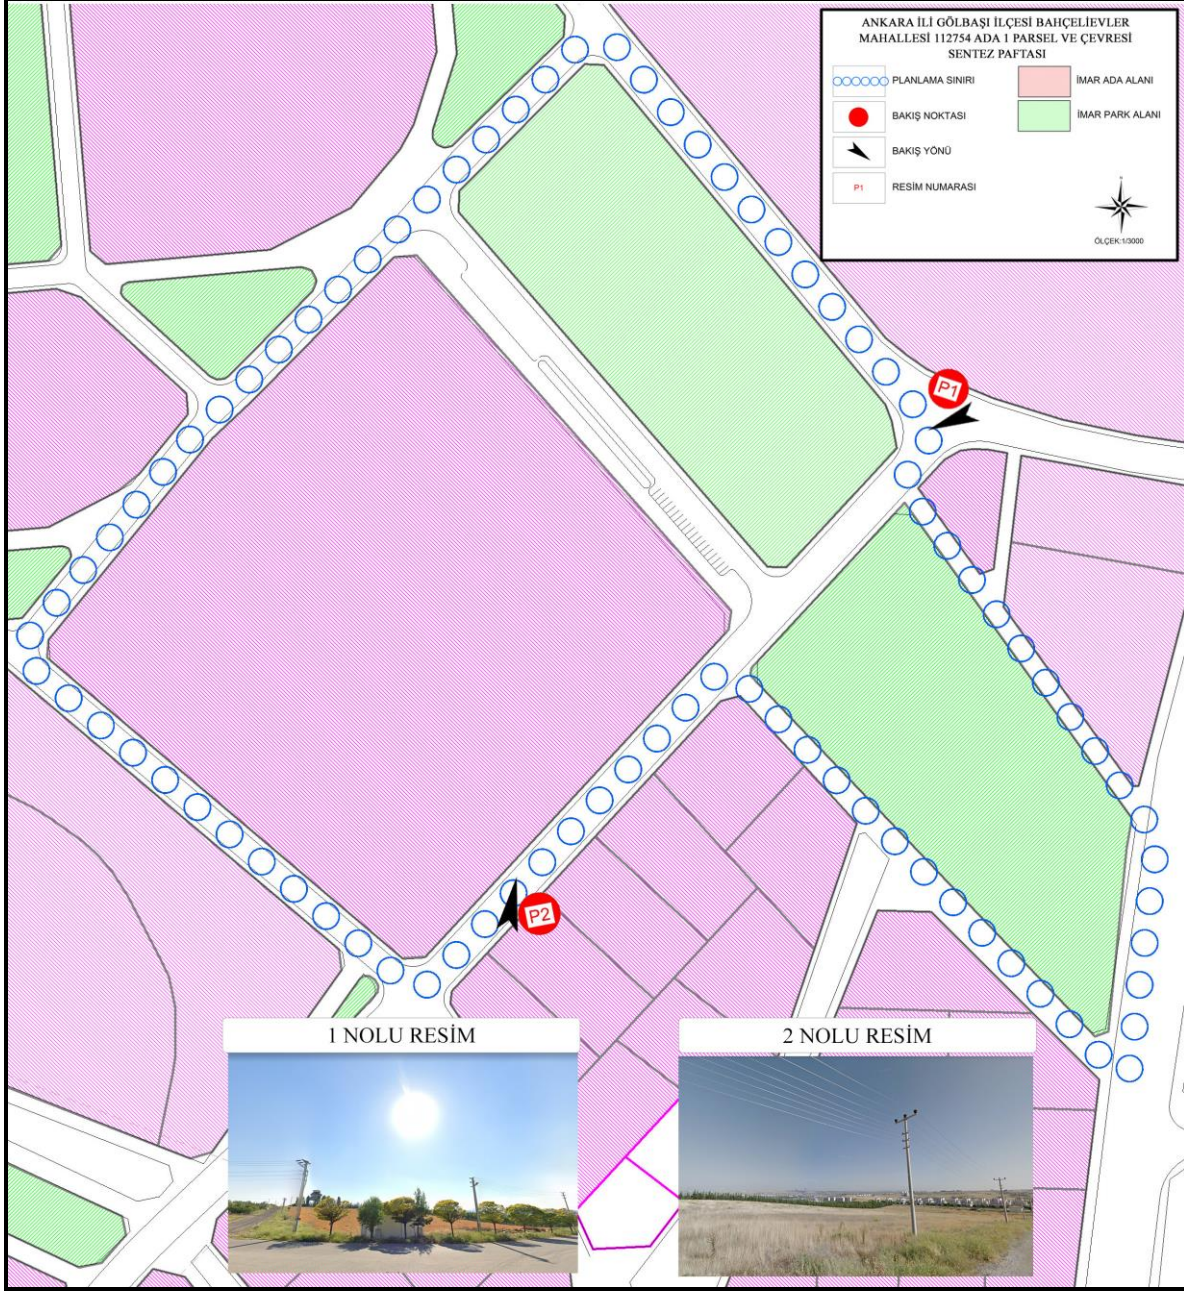 ANKARA İLİ GÖLBAŞI İLÇESİ BAHÇELİEVLER
MAHALLESİ 112754 ADA 1 PARSEL VE ÇEVRESİ
SENTEZ PAFTASI
PLANLAMA SINIRI
İMAR ADA ALANI
BAKIŞ NOKTASI
İMAR PARK ALANI
BAKIŞ YÖNÜ
P1
RESİM NUMARASI
ÖLÇEK:1/3000
P1
P2
1 NOLU RESİM
2 NOLU RESİM